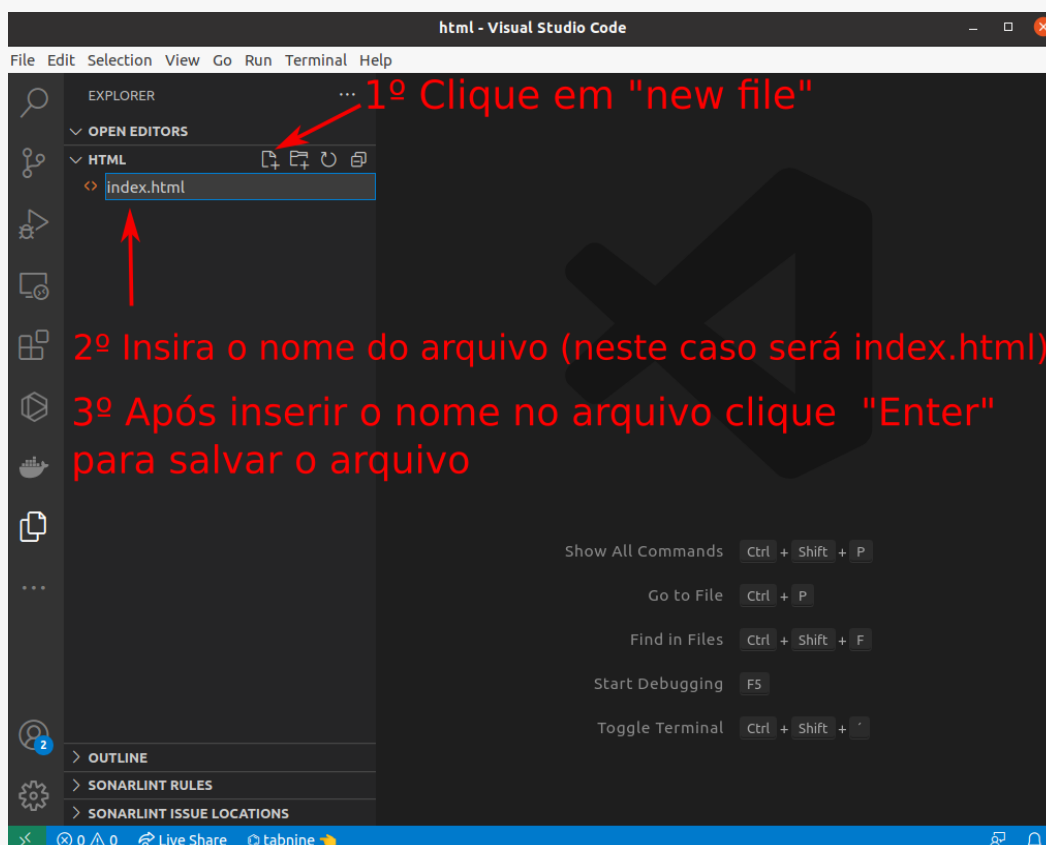 html - Visual Studio Code
File Edit Selection View Go Run Terminal Help
EXPLORER
1º Clique em "new file"
OPEN EDITORS
HTML
index.html
2º Insira o nome do arquivo (neste caso será index.html)
3º Após inserir o nome no arquivo clique "Enter"
para salvar o arquivo
Show All Commands Ctrl + Shift + P
Go to File Ctrl + P
Find in Files Ctrl + Shift + F
Start Debugging F5
Toggle Terminal Ctrl + Shift + ´
2
OUTLINE
SONARLINT RULES
SONARLINT ISSUE LOCATIONS
0 0 Live Share tabnine